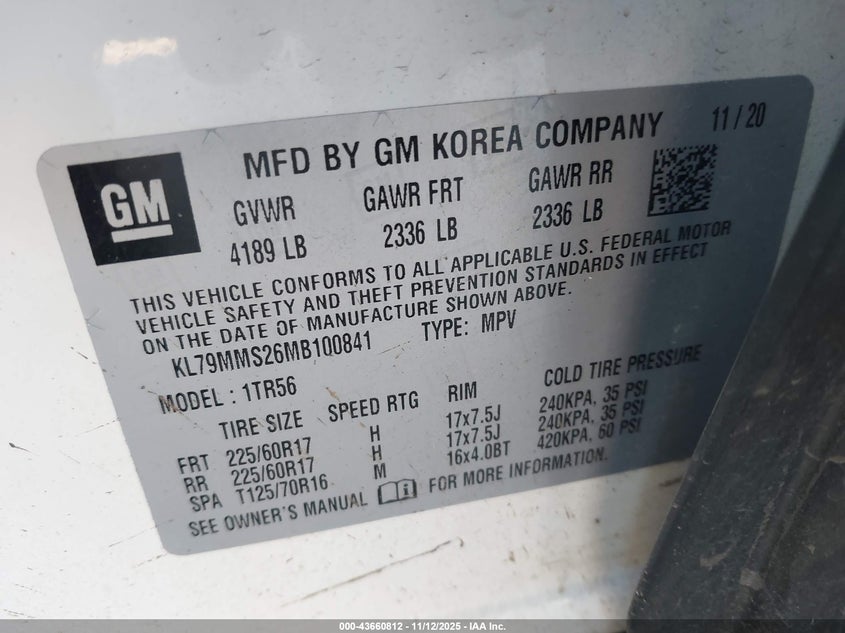 GM
MFD BY GM KOREA COMPANY 11/20
GVWR GAWR FRT GAWR RR
4189 LB 2336 LB 2336 LB
THIS VEHICLE CONFORMS TO ALL APPLICABLE U.S. FEDERAL MOTOR
VEHICLE SAFETY AND THEFT PREVENTION STANDARDS IN EFFECT
ON THE DATE OF MANUFACTURE SHOWN ABOVE.
KL79MMS26MB100841 TYPE: MPV
MODEL : 1TR56
TIRE SIZE SPEED RTG RIM COLD TIRE PRESSURE
FRT 225/60R17 H 17x7.5J 240KPA, 35 PSI
RR 225/60R17 H 17x7.5J 240KPA, 35 PSI
SPA T125/70R16 M 16x4.0BT 420KPA, 60 PSI
SEE OWNER'S MANUAL FOR MORE INFORMATION.
000-43660812 - 11/12/2025 - IAA Inc.